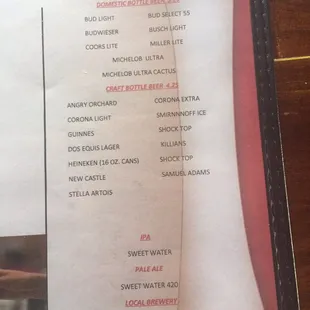 DOMESTIC BOTTLE BEER
BUD LIGHT BUD SELECT 55
BUDWIESER BUSCH LIGHT
COORS LITE MILLER LITE
MICHELOB ULTRA
MICHELOB ULTRA CACTUS
CRAFT BOTTLE BEER 4.25
ANGRY ORCHARD CORONA EXTRA
CORONA LIGHT SMIRNNNOFF ICE
GUINNES SHOCK TOP
DOS EQUIS LAGER KILLIANS
HEINEKEN (16 OZ. CANS) SHOCK TOP
NEW CASTLE SAMUEL ADAMS
STELLA ARTOIS
IPA
SWEET WATER
PALE ALE
SWEET WATER 420
LOCAL BREWERY